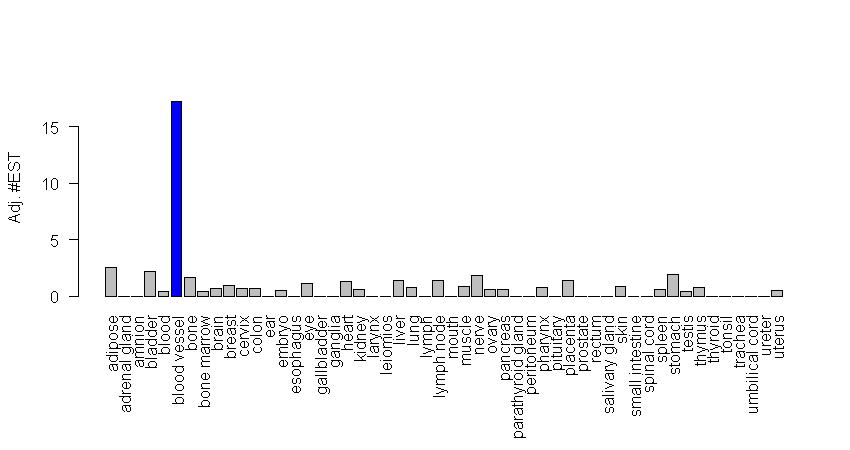 Adj. #EST
15
10
5
0
adipose
adrenal gland
amnion
bladder
blood
blood vessel
bone
bone marrow
brain
breast
cervix
colon
ear
embryo
esophagus
eye
gallbladder
ganglia
heart
kidney
larynx
leiomios
liver
lung
lymph
lymph node
mouth
muscle
nerve
ovary
pancreas
parathyroid gland
peritoneum
pharynx
pituitary
placenta
prostate
rectum
salivary gland
skin
small intestine
spinal cord
spleen
stomach
testis
thymus
thyroid
tonsil
trachea
umbilical cord
ureter
uterus